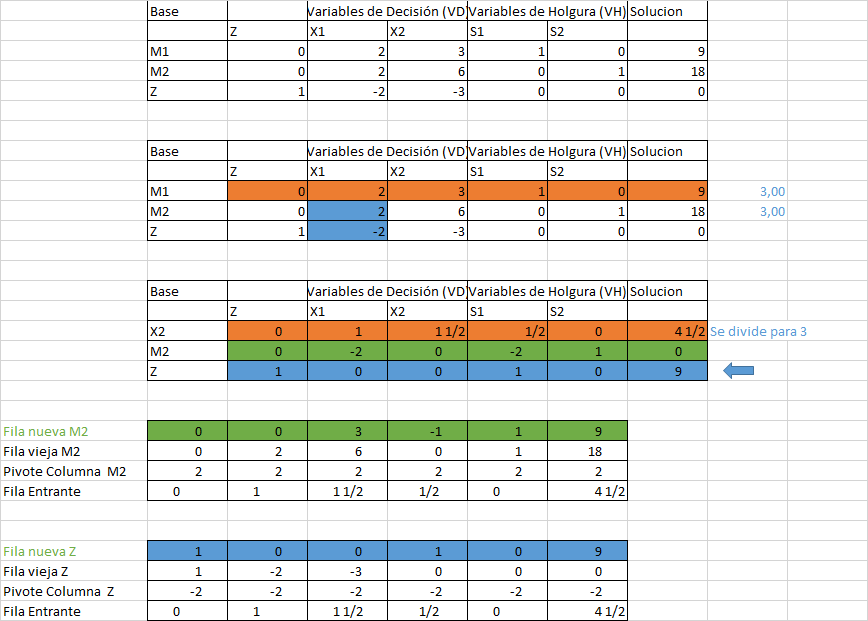 Base Variables de Decisión (VD) Variables de Holgura (VH) Solucion
Z X1 X2 S1 S2
M1 0 2 3 1 0 9
M2 0 2 6 0 1 18
Z 1 -2 -3 0 0 0
Base Variables de Decisión (VD) Variables de Holgura (VH) Solucion
Z X1 X2 S1 S2
M1 0 2 3 1 0 9 3,00
M2 0 2 6 0 1 18 3,00
Z 1 -2 -3 0 0 0
Base Variables de Decisión (VD) Variables de Holgura (VH) Solucion
Z X1 X2 S1 S2
X2 0 1 1 1/2 1/2 0 4 1/2 Se divide para 3
M2 0 -2 0 -2 1 0
Z 1 0 0 1 0 9
Fila nueva M2 0 0 3 -1 1 9
Fila vieja M2 0 2 6 0 1 18
Pivote Columna M2 2 2 2 2 2 2
Fila Entrante 0 1 1 1/2 1/2 0 4 1/2
Fila nueva Z 1 0 0 1 0 9
Fila vieja Z 1 -2 -3 0 0 0
Pivote Columna Z -2 -2 -2 -2 -2 -2
Fila Entrante 0 1 1 1/2 1/2 0 4 1/2